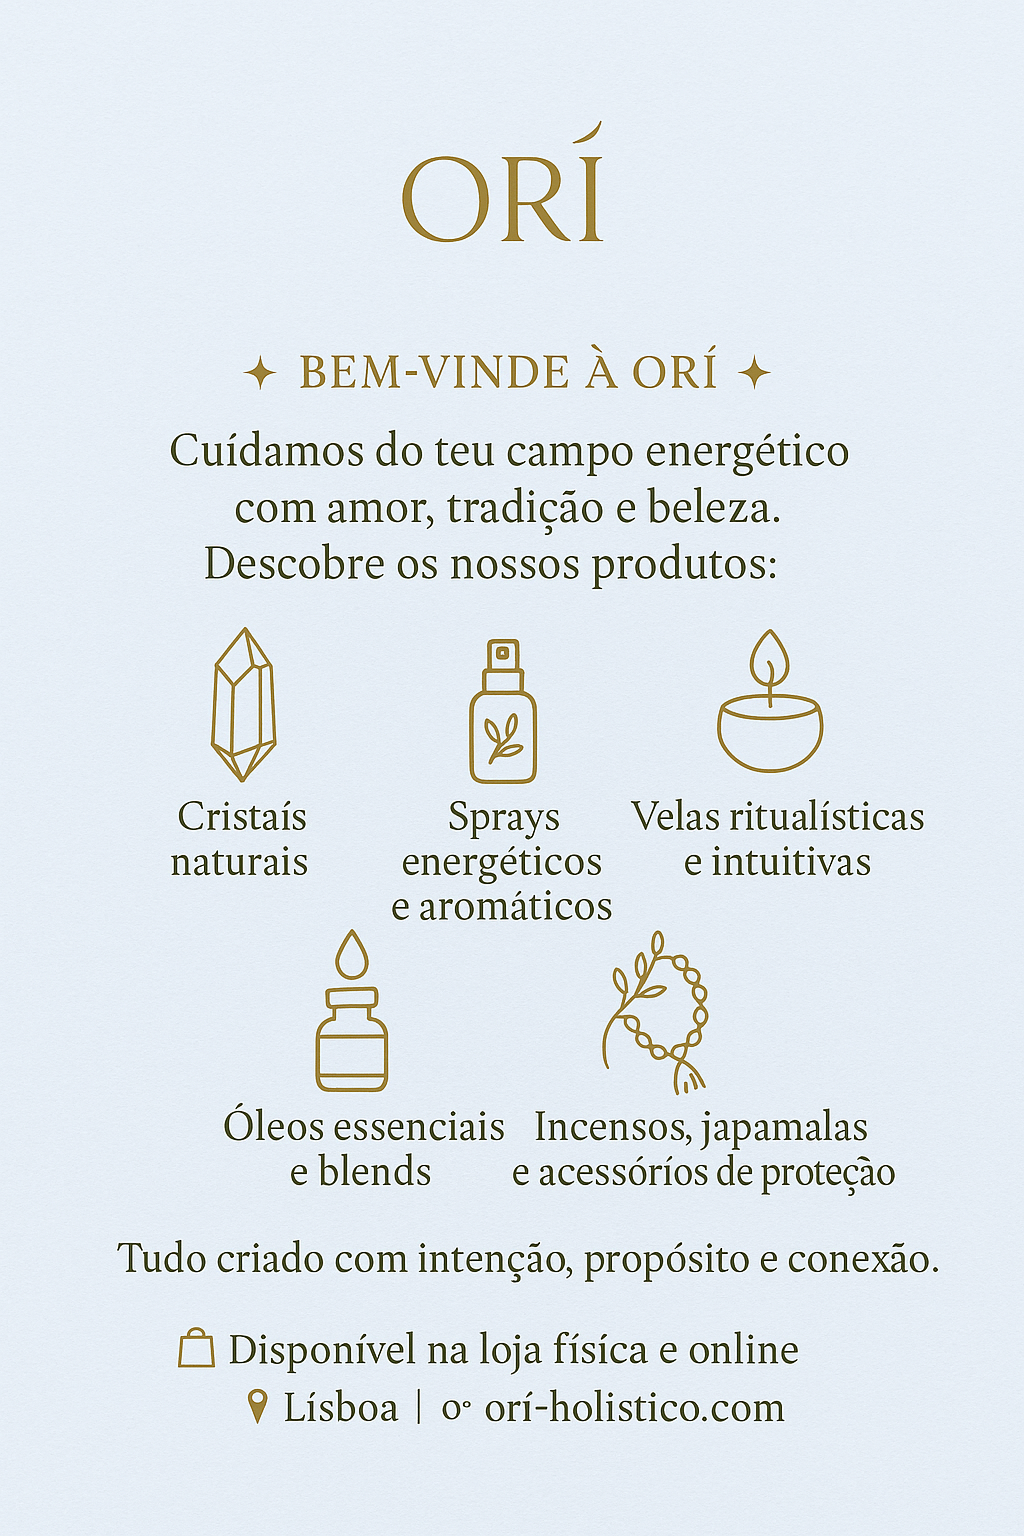 ORÍ
BEM-VINDE À ORÍ
Cuídamos do teu campo energético
com amor, tradição e beleza.
Descobre os nossos produtos:
Cristaís
naturais
Sprays
energéticos
e aromáticos
Velas ritualísticas
e intuitivas
Óleos essenciais
e blends
Incensos, japamalas
e acessóríos de proteção
Tudo criado com intenção, propósito e conexão.
Disponível na loja físíca e online
Lísboa | o° orí-holistico.com